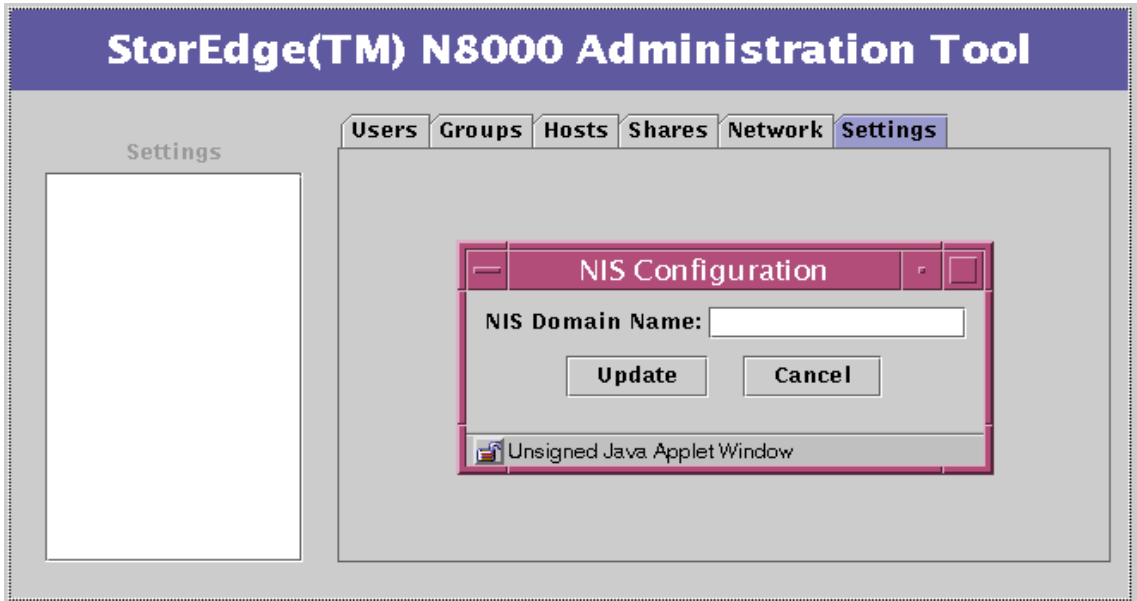 StorEdge(TM) N8000 Administration Tool
Settings
Users Groups Hosts Shares Network Settings
NIS Configuration
NIS Domain Name:
Update Cancel
Unsigned Java Applet Window